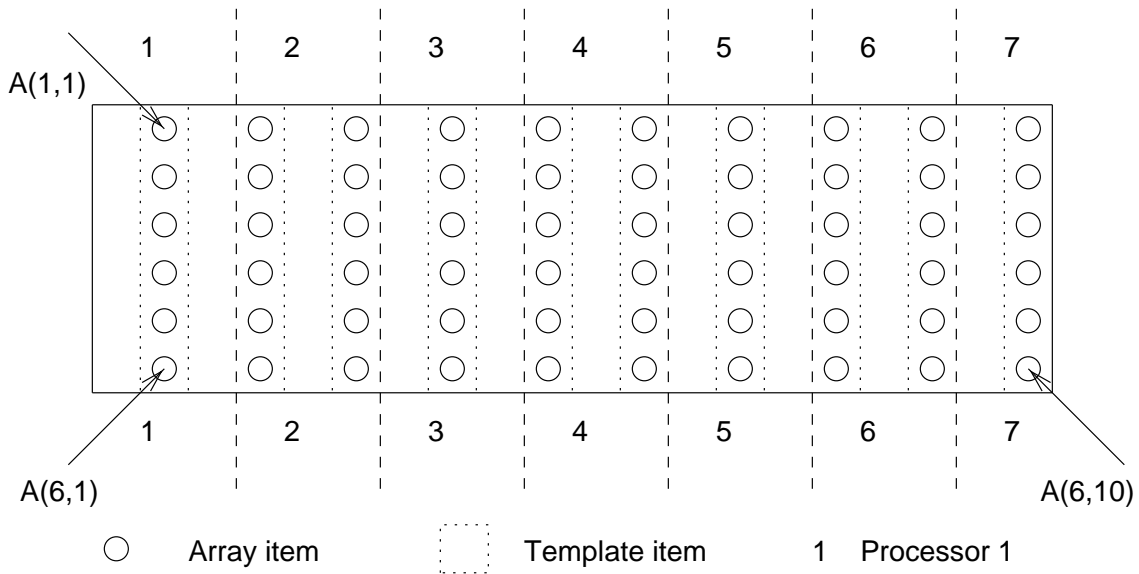 1 2 3 4 5 6 7
A(1,1)
1 2 3 4 5 6 7
A(6,1) A(6,10)
Array item Template item 1 Processor 1